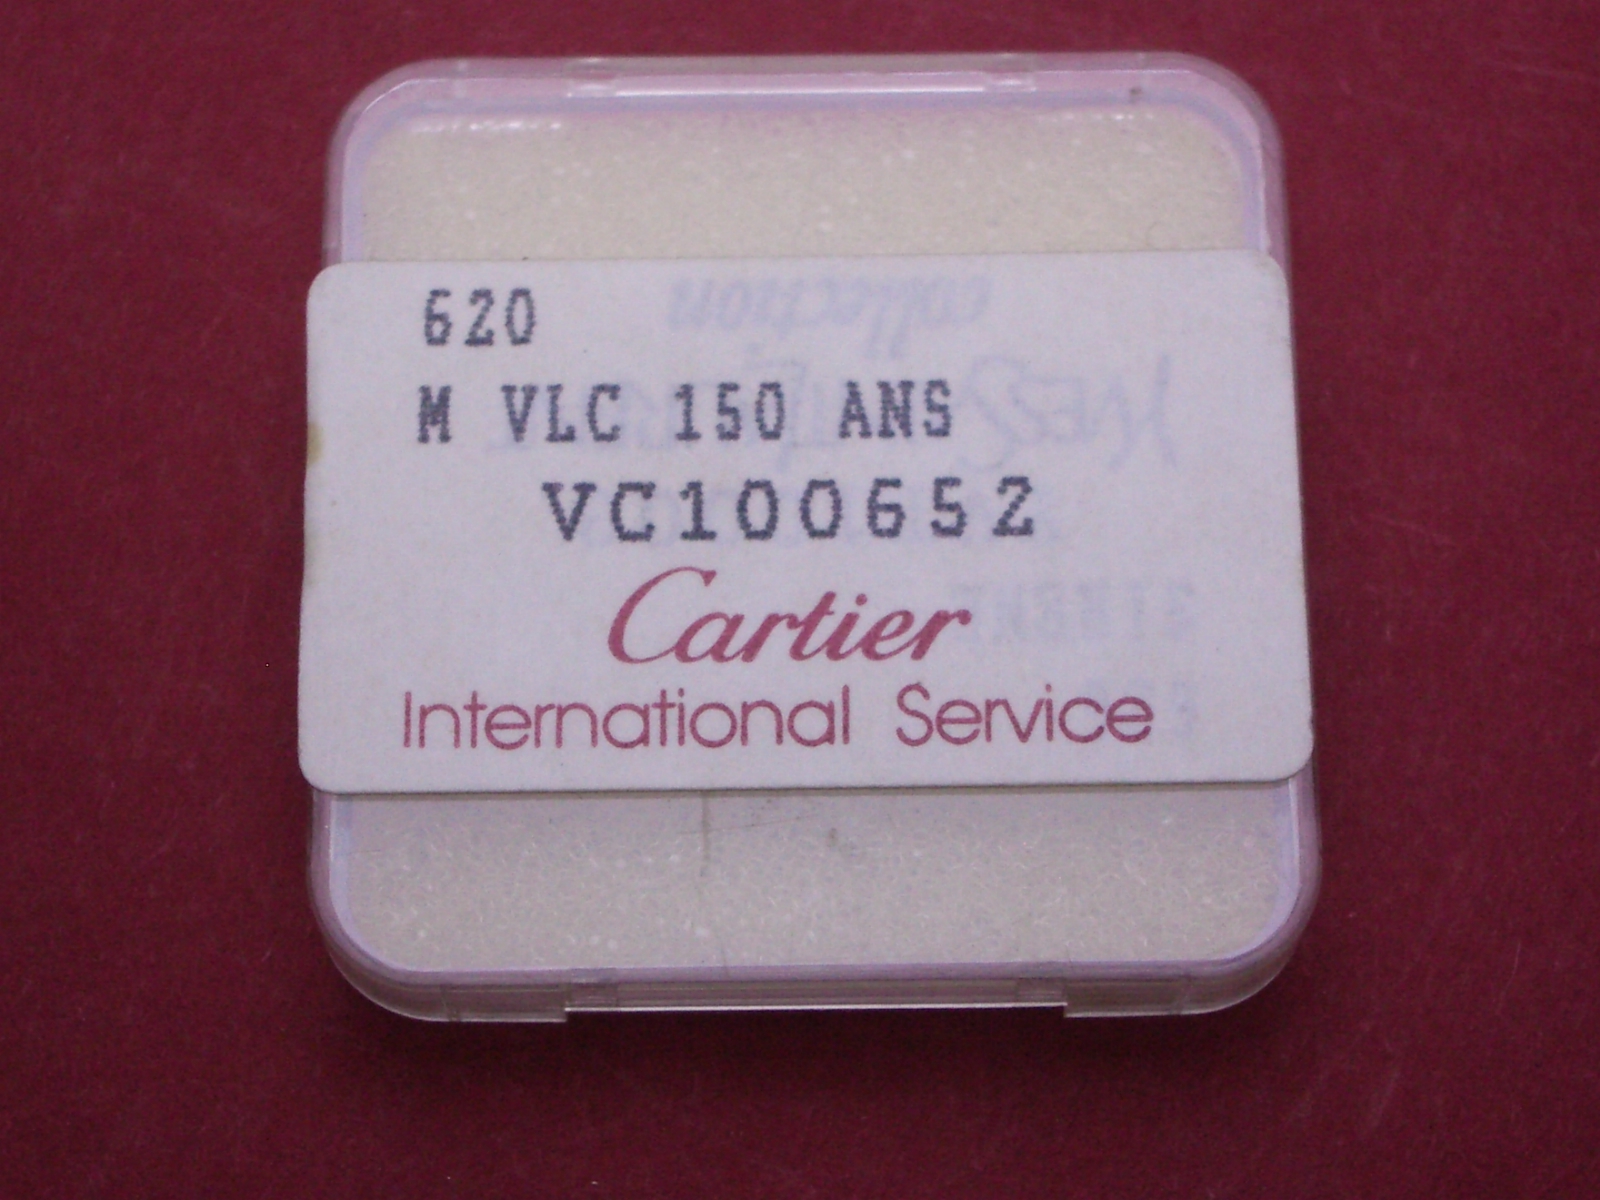 620
M VLC 150 ANS
VC100652
Cartier
International Service